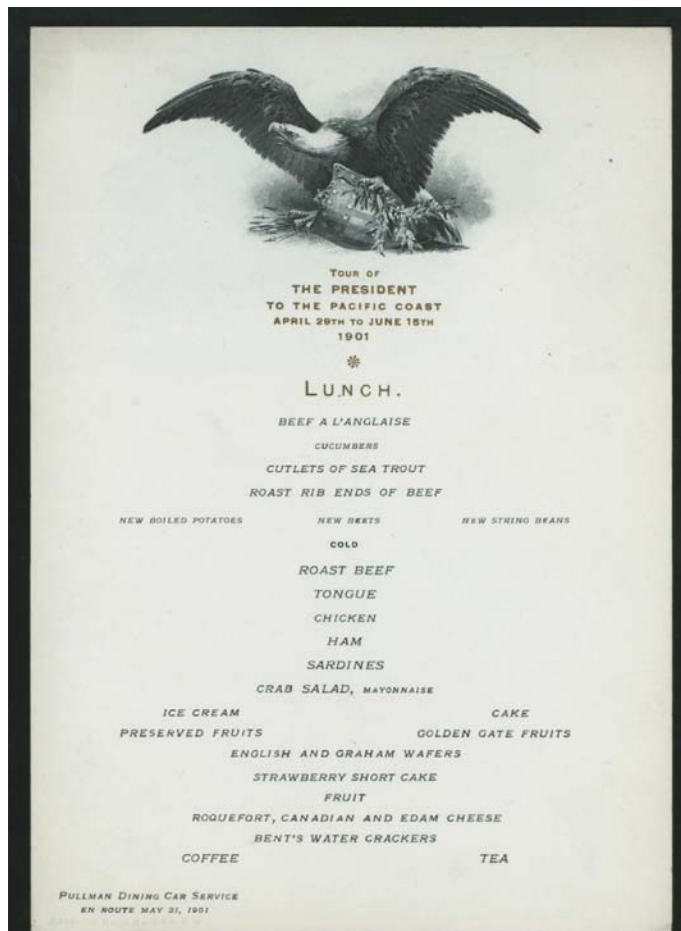 TOUR OF
THE PRESIDENT
TO THE PACIFIC COAST
APRIL 29TH TO JUNE 15TH
1901
LUNCH.
BEEF A L'ANGLAISE
CUCUMBERS
CUTLETS OF SEA TROUT
ROAST RIB ENDS OF BEEF
NEW BOILED POTATOES NEW BEETS NEW STRING BEANS
COLD
ROAST BEEF
TONGUE
CHICKEN
HAM
SARDINES
CRAB SALAD, MAYONNAISE
ICE CREAM CAKE
PRESERVED FRUITS GOLDEN GATE FRUITS
ENGLISH AND GRAHAM WAFERS
STRAWBERRY SHORT CAKE
FRUIT
ROQUEFORT, CANADIAN AND EDAM CHEESE
BENT'S WATER CRACKERS
COFFEE TEA
PULLMAN DINING CAR SERVICE
EN ROUTE MAY 21, 1901